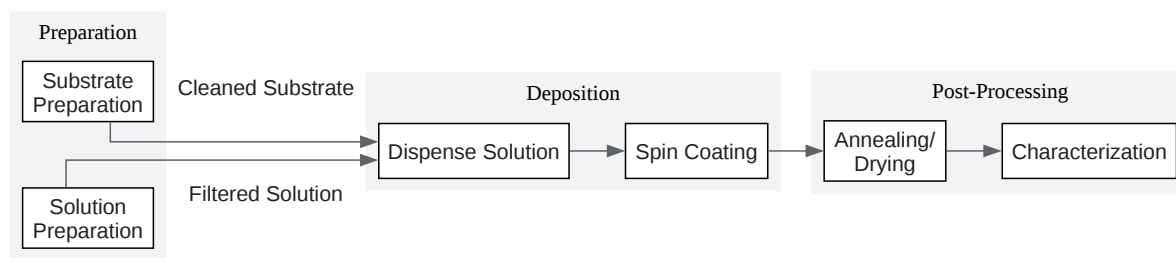 Preparation
Substrate
Preparation
Cleaned Substrate
Filtered Solution
Solution
Preparation
Deposition
Dispense Solution
Spin Coating
Post-Processing
Annealing/
Drying
Characterization